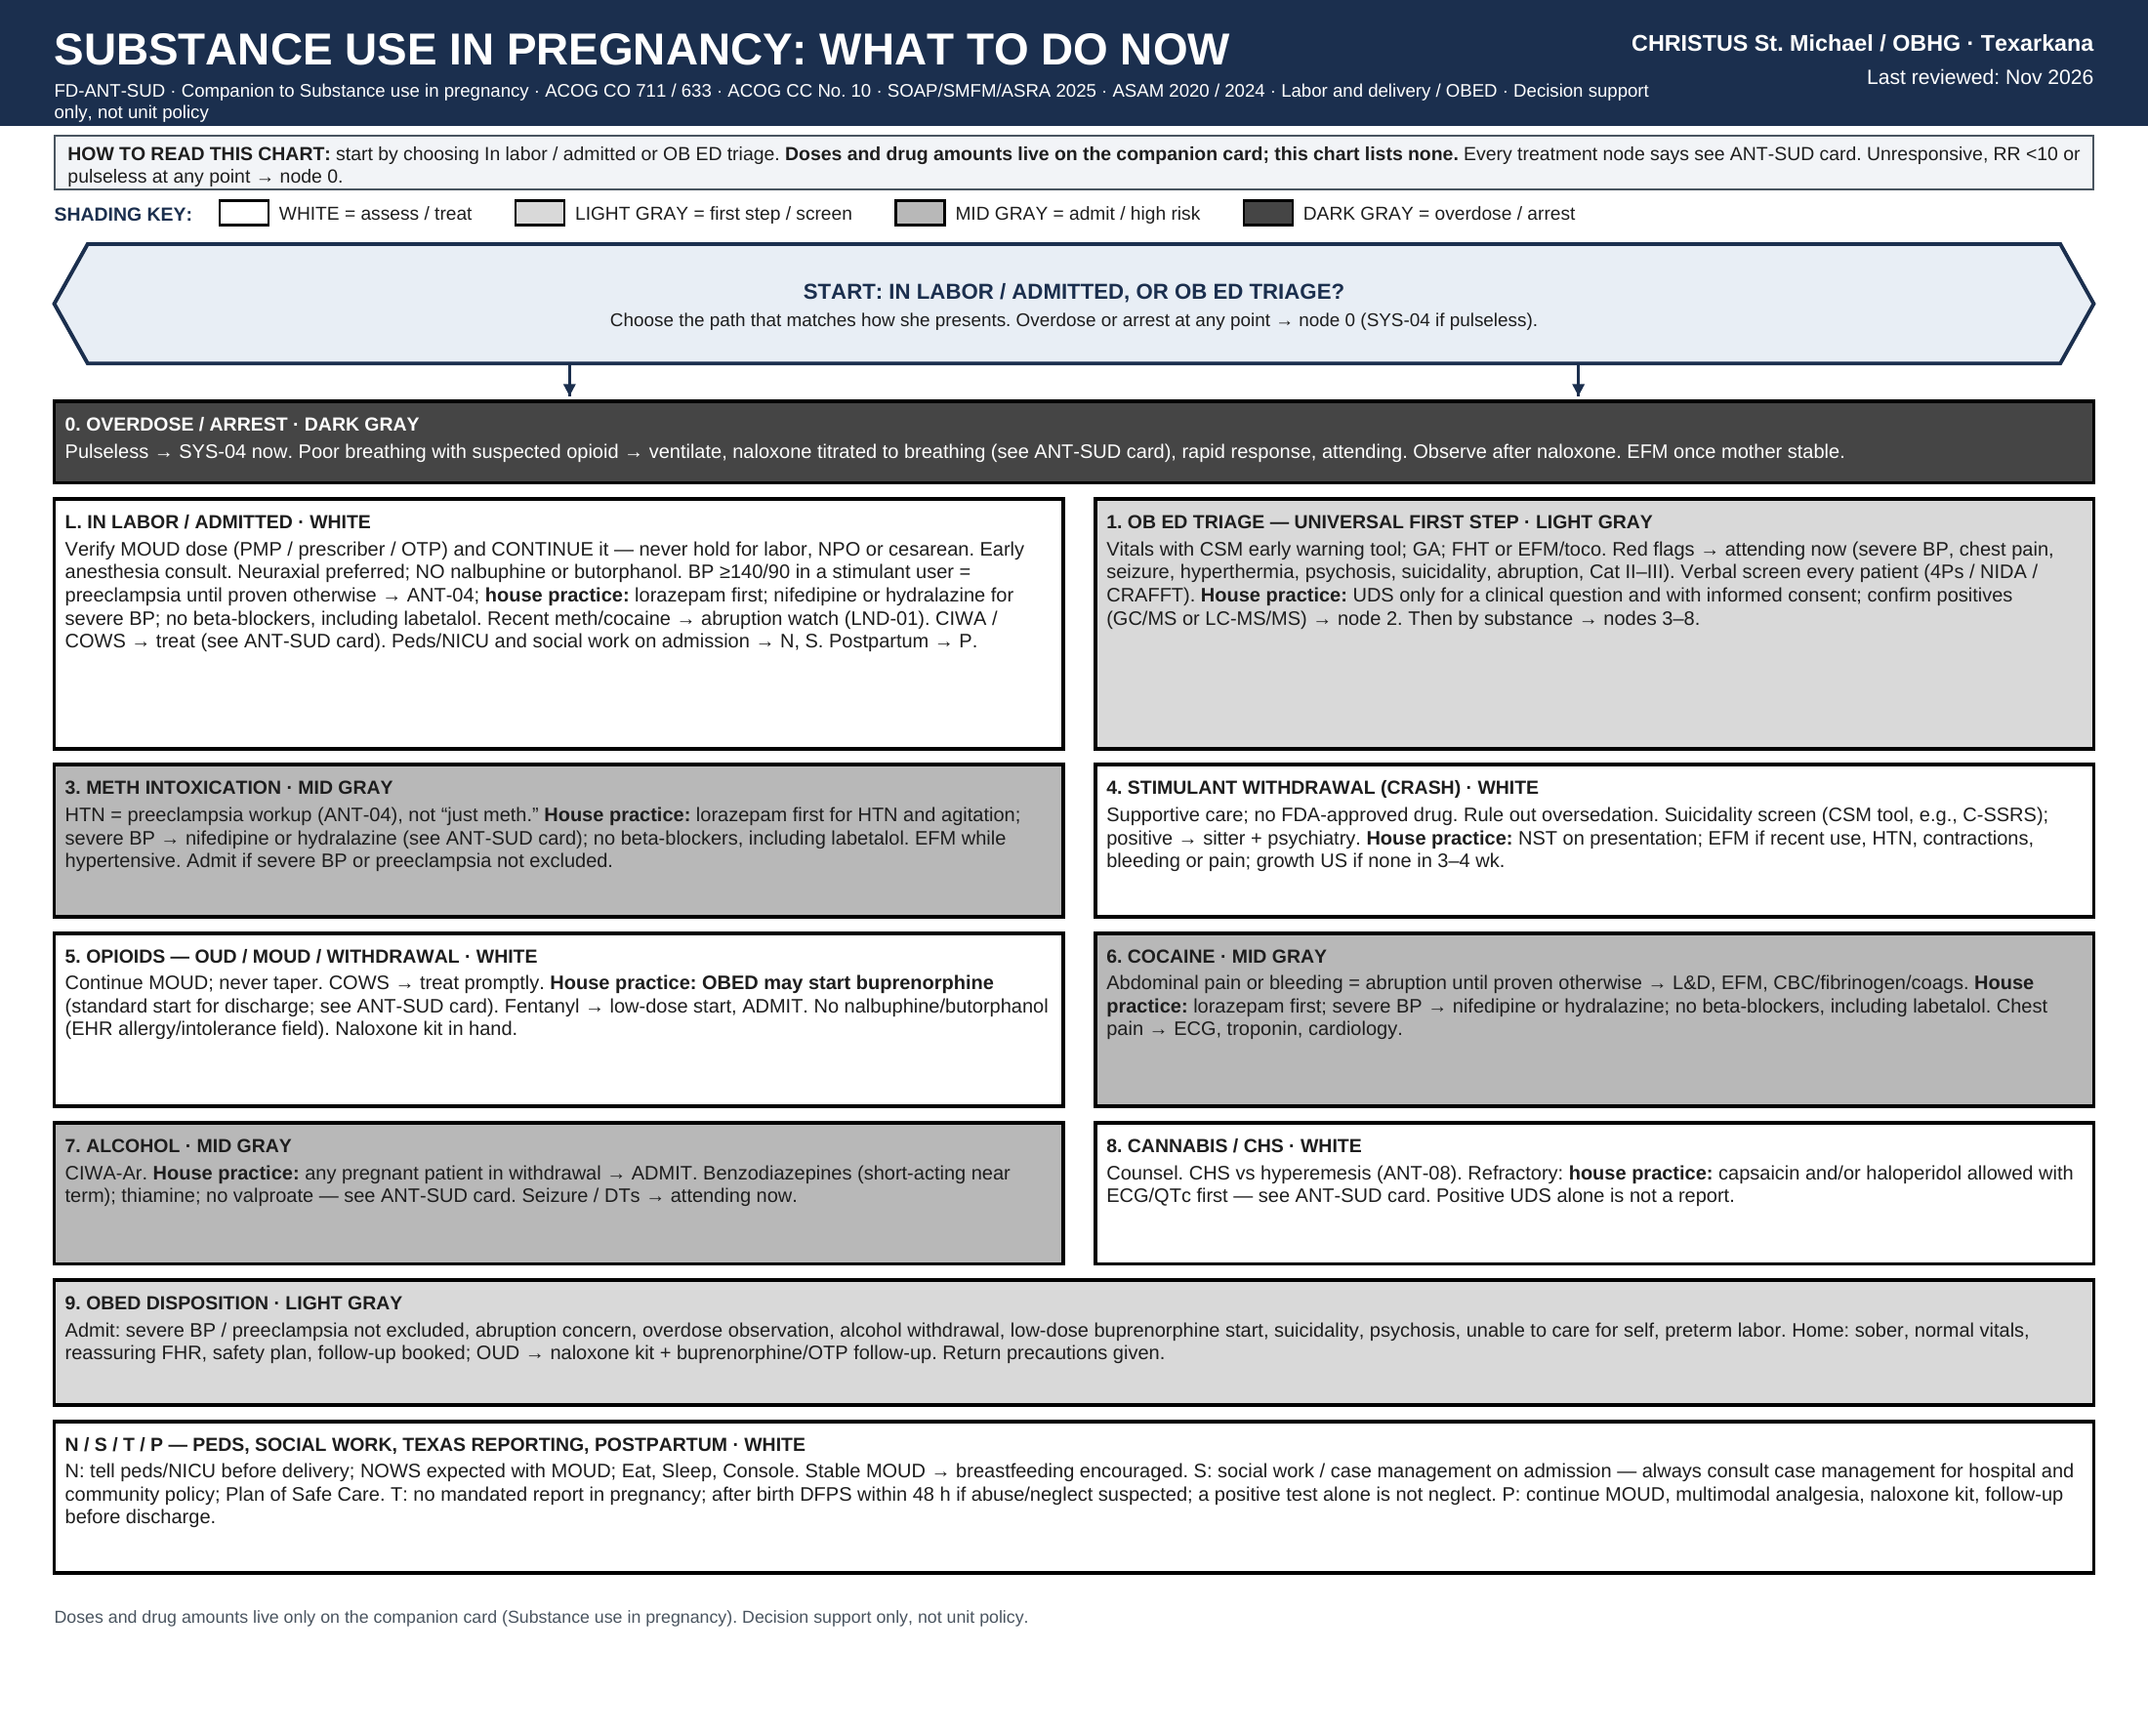 SUBSTANCE USE IN PREGNANCY: WHAT TO DO NOW
CHRISTUS St. Michael / OBHG · Texarkana
Last reviewed: Nov 2026
FD-ANT-SUD · Companion to Substance use in pregnancy · ACOG CO 711 / 633 · ACOG CC No. 10 · SOAP/SMFM/ASRA 2025 · ASAM 2020 / 2024 · Labor and delivery / OBED · Decision support
only, not unit policy
HOW TO READ THIS CHART: start by choosing In labor / admitted or OB ED triage. Doses and drug amounts live on the companion card; this chart lists none. Every treatment node says see ANT-SUD card. Unresponsive, RR <10 or
pulseless at any point → node 0.
SHADING KEY: WHITE = assess / treat LIGHT GRAY = first step / screen MID GRAY = admit / high risk DARK GRAY = overdose / arrest
START: IN LABOR / ADMITTED, OR OB ED TRIAGE?
Choose the path that matches how she presents. Overdose or arrest at any point → node 0 (SYS-04 if pulseless).
0. OVERDOSE / ARREST · DARK GRAY
Pulseless → SYS-04 now. Poor breathing with suspected opioid → ventilate, naloxone titrated to breathing (see ANT-SUD card), rapid response, attending. Observe after naloxone. EFM once mother stable.
L. IN LABOR / ADMITTED · WHITE
Verify MOUD dose (PMP / prescriber / OTP) and CONTINUE it — never hold for labor, NPO or cesarean. Early
anesthesia consult. Neuraxial preferred; NO nalbuphine or butorphanol. BP ≥140/90 in a stimulant user =
preeclampsia until proven otherwise → ANT-04; house practice: lorazepam first; nifedipine or hydralazine for
severe BP; no beta-blockers, including labetalol. Recent meth/cocaine → abruption watch (LND-01). CIWA /
COWS → treat (see ANT-SUD card). Peds/NICU and social work on admission → N, S. Postpartum → P.
1. OB ED TRIAGE — UNIVERSAL FIRST STEP · LIGHT GRAY
Vitals with CSM early warning tool; GA; FHT or EFM/toco. Red flags → attending now (severe BP, chest pain,
seizure, hyperthermia, psychosis, suicidality, abruption, Cat II–III). Verbal screen every patient (4Ps / NIDA /
CRAFFT). House practice: UDS only for a clinical question and with informed consent; confirm positives
(GC/MS or LC-MS/MS) → node 2. Then by substance → nodes 3–8.
3. METH INTOXICATION · MID GRAY
HTN = preeclampsia workup (ANT-04), not “just meth.” House practice: lorazepam first for HTN and agitation;
severe BP → nifedipine or hydralazine (see ANT-SUD card); no beta-blockers, including labetalol. EFM while
hypertensive. Admit if severe BP or preeclampsia not excluded.
4. STIMULANT WITHDRAWAL (CRASH) · WHITE
Supportive care; no FDA-approved drug. Rule out oversedation. Suicidality screen (CSM tool, e.g., C-SSRS);
positive → sitter + psychiatry. House practice: NST on presentation; EFM if recent use, HTN, contractions,
bleeding or pain; growth US if none in 3–4 wk.
5. OPIOIDS — OUD / MOUD / WITHDRAWAL · WHITE
Continue MOUD; never taper. COWS → treat promptly. House practice: OBED may start buprenorphine
(standard start for discharge; see ANT-SUD card). Fentanyl → low-dose start, ADMIT. No nalbuphine/butorphanol
(EHR allergy/intolerance field). Naloxone kit in hand.
6. COCAINE · MID GRAY
Abdominal pain or bleeding = abruption until proven otherwise → L&D, EFM, CBC/fibrinogen/coags. House
practice: lorazepam first; severe BP → nifedipine or hydralazine; no beta-blockers, including labetalol. Chest
pain → ECG, troponin, cardiology.
7. ALCOHOL · MID GRAY
CIWA-Ar. House practice: any pregnant patient in withdrawal → ADMIT. Benzodiazepines (short-acting near
term); thiamine; no valproate — see ANT-SUD card. Seizure / DTs → attending now.
8. CANNABIS / CHS · WHITE
Counsel. CHS vs hyperemesis (ANT-08). Refractory: house practice: capsaicin and/or haloperidol allowed with
ECG/QTc first — see ANT-SUD card. Positive UDS alone is not a report.
9. OBED DISPOSITION · LIGHT GRAY
Admit: severe BP / preeclampsia not excluded, abruption concern, overdose observation, alcohol withdrawal, low-dose buprenorphine start, suicidality, psychosis, unable to care for self, preterm labor. Home: sober, normal vitals,
reassuring FHR, safety plan, follow-up booked; OUD → naloxone kit + buprenorphine/OTP follow-up. Return precautions given.
N / S / T / P — PEDS, SOCIAL WORK, TEXAS REPORTING, POSTPARTUM · WHITE
N: tell peds/NICU before delivery; NOWS expected with MOUD; Eat, Sleep, Console. Stable MOUD → breastfeeding encouraged. S: social work / case management on admission — always consult case management for hospital and
community policy; Plan of Safe Care. T: no mandated report in pregnancy; after birth DFPS within 48 h if abuse/neglect suspected; a positive test alone is not neglect. P: continue MOUD, multimodal analgesia, naloxone kit, follow-up
before discharge.
Doses and drug amounts live only on the companion card (Substance use in pregnancy). Decision support only, not unit policy.